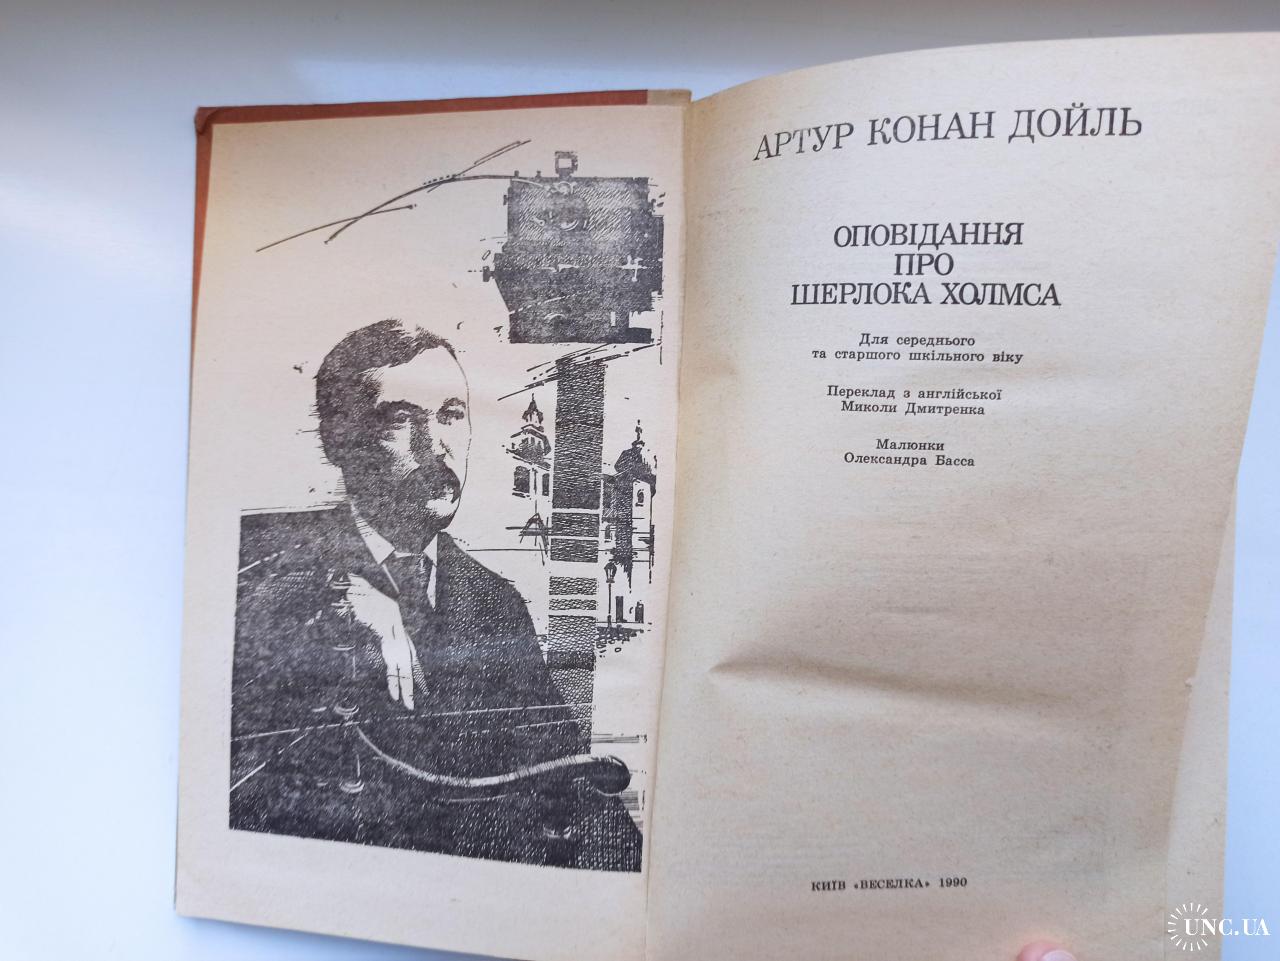 АРТУР КОНАН ДОЙЛЬ
ОПОВІДАННЯ
ПРО
ШЕРЛОКА ХОЛМСА
Для середнього
та старшого шкільного віку
Переклад з англійської
Миколи Дмитренка
Малюнки
Олександра Басса
КИЇВ «ВЕСЕЛКА» 1990
UNC.UA